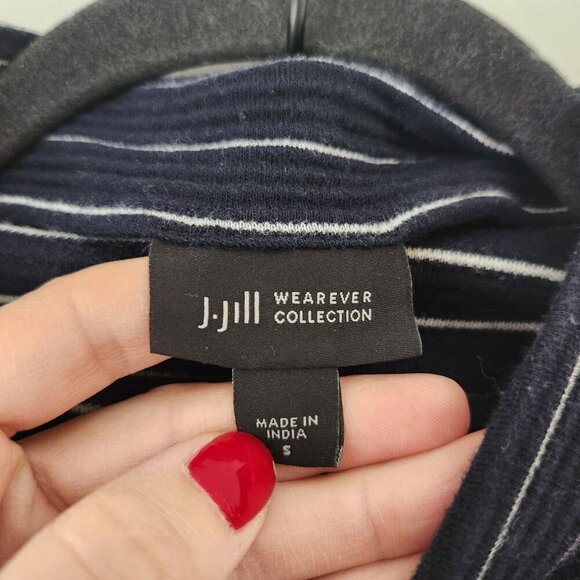 J.Jill WEAREVER
COLLECTION
MADE IN
INDIA
S